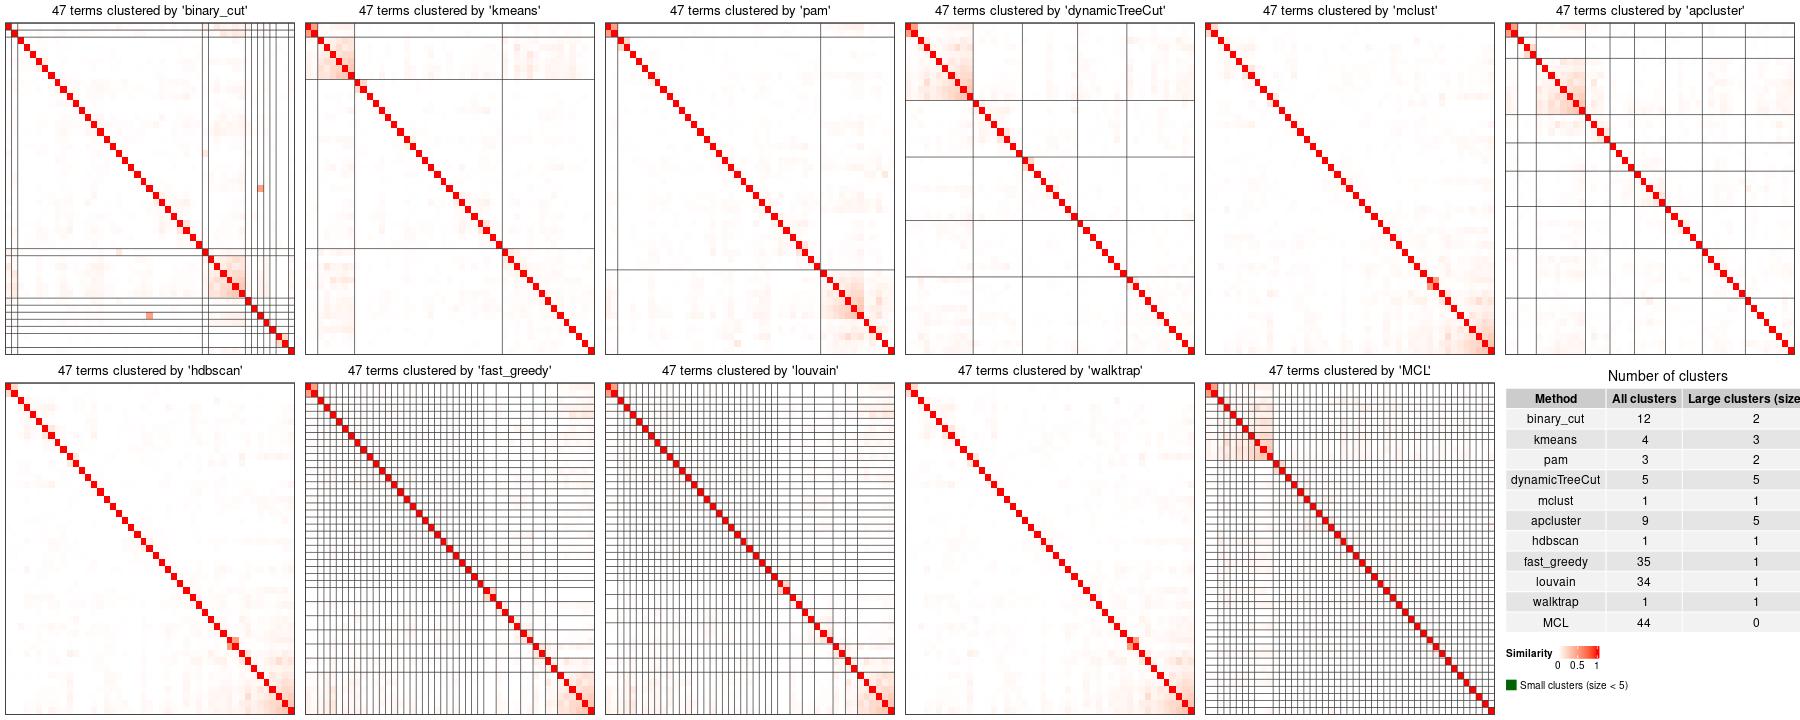 47 terms clustered by 'binary_cut'
47 terms clustered by 'kmeans'
47 terms clustered by 'pam'
47 terms clustered by 'dynamicTreeCut'
47 terms clustered by 'mclust'
47 terms clustered by 'apcluster'
47 terms clustered by 'hdbscan'
47 terms clustered by 'fast_greedy'
47 terms clustered by 'louvain'
47 terms clustered by 'walktrap'
47 terms clustered by 'MCL'
Number of clusters
Method All clusters Large clusters (size
binary_cut 12 2
kmeans 4 3
pam 3 2
dynamicTreeCut 5 5
mclust 1 1
apcluster 9 5
hdbscan 1 1
fast_greedy 35 1
louvain 34 1
walktrap 1 1
MCL 44 0
Similarity
0 0.5 1
Small clusters (size < 5)